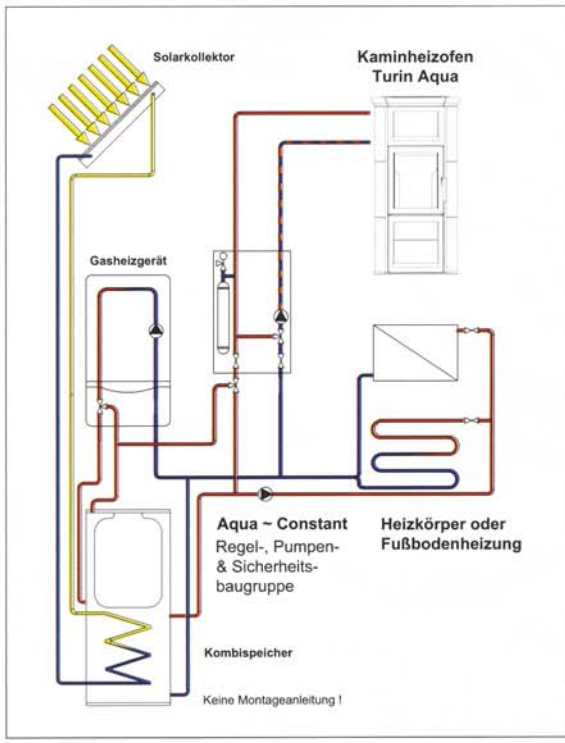 Solarkollektor
Kaminheizofen
Turin Aqua
Gasheizgerät
Aqua ~ Constant
Regel-, Pumpen-
& Sicherheits-
baugruppe
Heizkörper oder
Fußbodenheizung
Kombispeicher
Keine Montageanleitung !